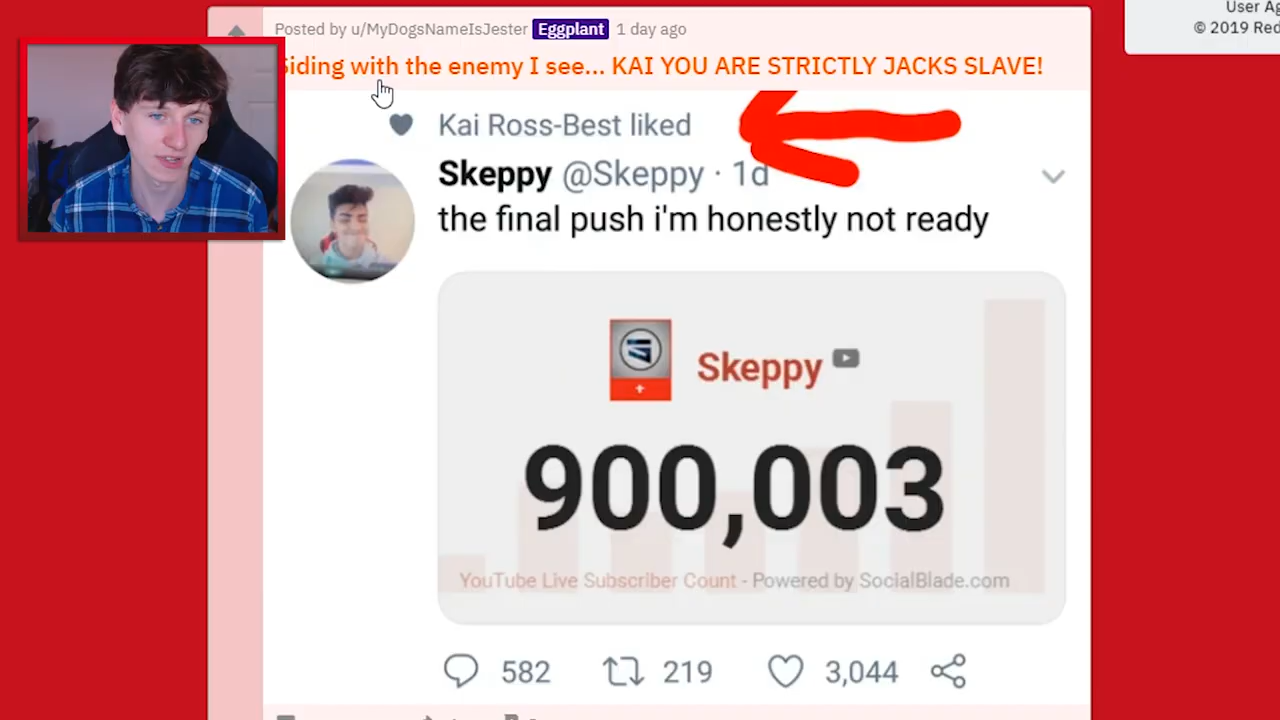 User Ag
© 2019 Red
Posted by u/MyDogsNameIsJester Eggplant 1 day ago
Siding with the enemy I see... KAI YOU ARE STRICTLY JACKS SLAVE!
Kai Ross-Best liked
Skeppy @Skeppy · 1d
the final push i'm honestly not ready
Skeppy
900,003
YouTube Live Subscriber Count - Powered by SocialBlade.com
582 219 3,044